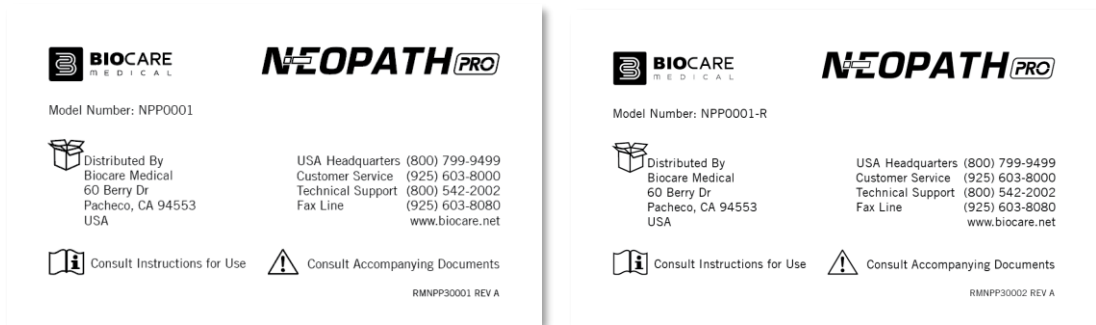 BIOCARE
MEDICAL
NEOPATH PRO
Model Number: NPP0001
Distributed By
Biocare Medical
60 Berry Dr
Pacheco, CA 94553
USA
USA Headquarters (800) 799-9499
Customer Service (925) 603-8000
Technical Support (800) 542-2002
Fax Line (925) 603-8080
www.biocare.net
Consult Instructions for Use
Consult Accompanying Documents
RMNPP30001 REV A
BIOCARE
MEDICAL
NEOPATH PRO
Model Number: NPP0001-R
Distributed By
Biocare Medical
60 Berry Dr
Pacheco, CA 94553
USA
USA Headquarters (800) 799-9499
Customer Service (925) 603-8000
Technical Support (800) 542-2002
Fax Line (925) 603-8080
www.biocare.net
Consult Instructions for Use
Consult Accompanying Documents
RMNPP30002 REV A